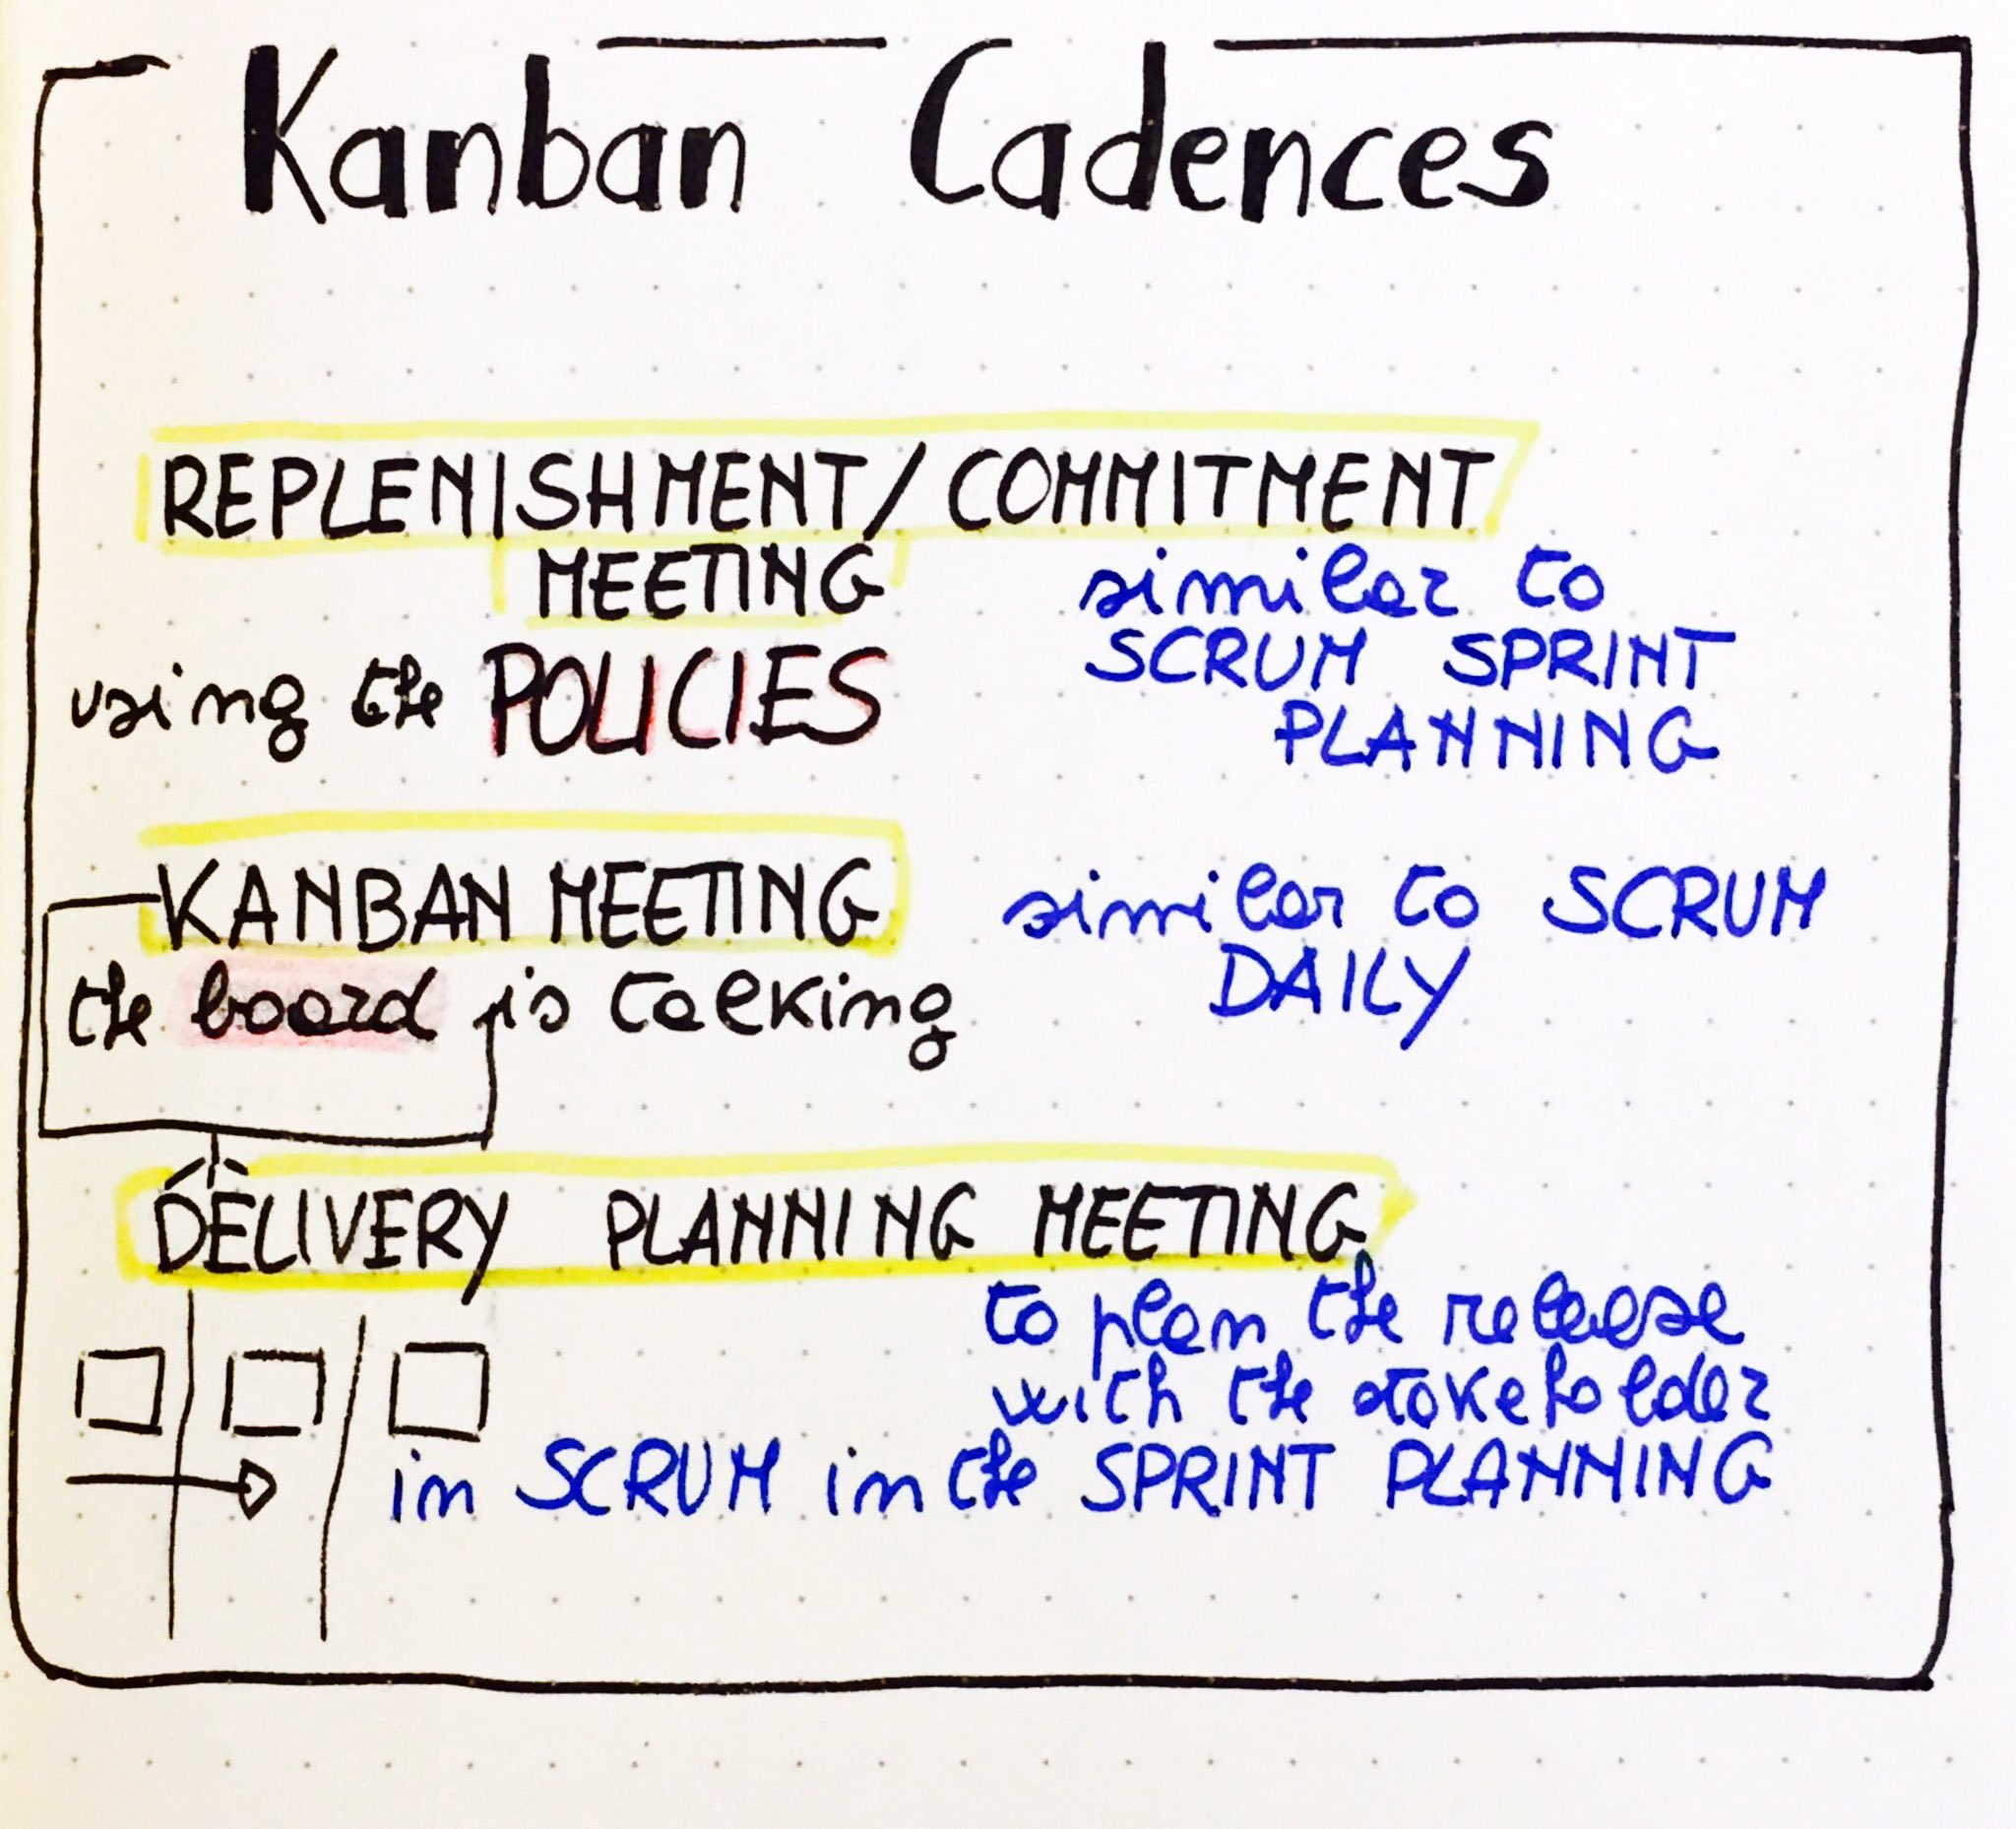 Kanban Cadences
REPLENISHMENT/COMMITMENT
MEETING
similar to
SCRUM SPRINT
using the POLICIES
PLANNING
KANBAN MEETING
similar to SCRUM
the board is talking
DAILY
DELIVERY PLANNING MEETING
to plan the release
with the stakeholder
in SCRUM in the SPRINT PLANNING